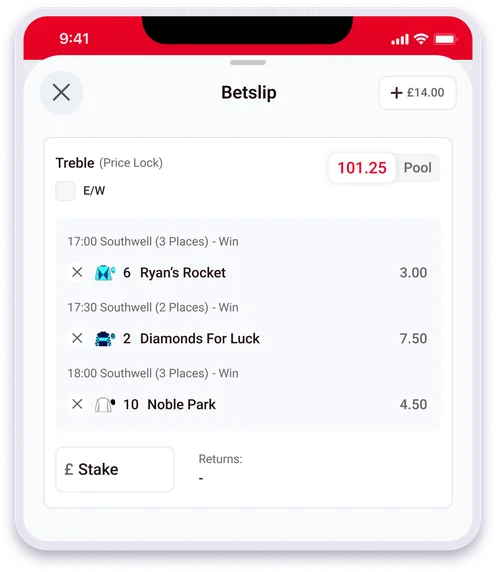 9:41
Betslip
+ £14.00
Treble (Price Lock)
101.25 Pool
E/W
17:00 Southwell (3 Places) - Win
6 Ryan's Rocket 3.00
17:30 Southwell (2 Places) - Win
2 Diamonds For Luck 7.50
18:00 Southwell (3 Places) - Win
10 Noble Park 4.50
£ Stake
Returns:
-